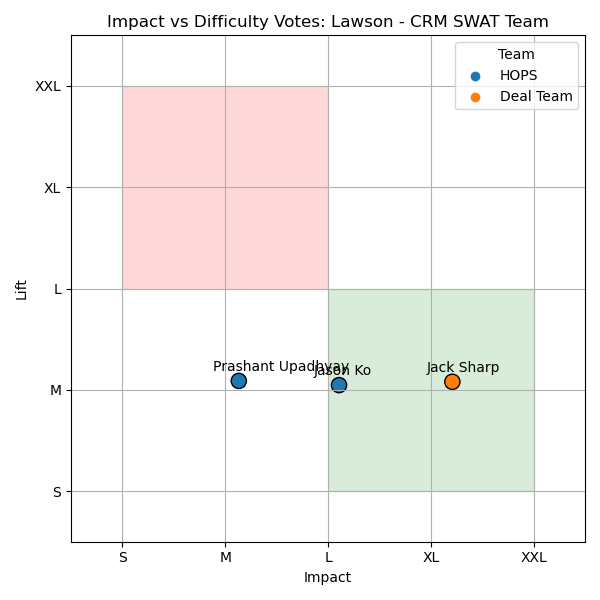 Impact vs Difficulty Votes: Lawson - CRM SWAT Team
Team
HOPS
Deal Team
XXL
XL
L
M
S
Lift
Prashant Upadhyay
Jason Ko
Jack Sharp
S
M
L
XL
XXL
Impact